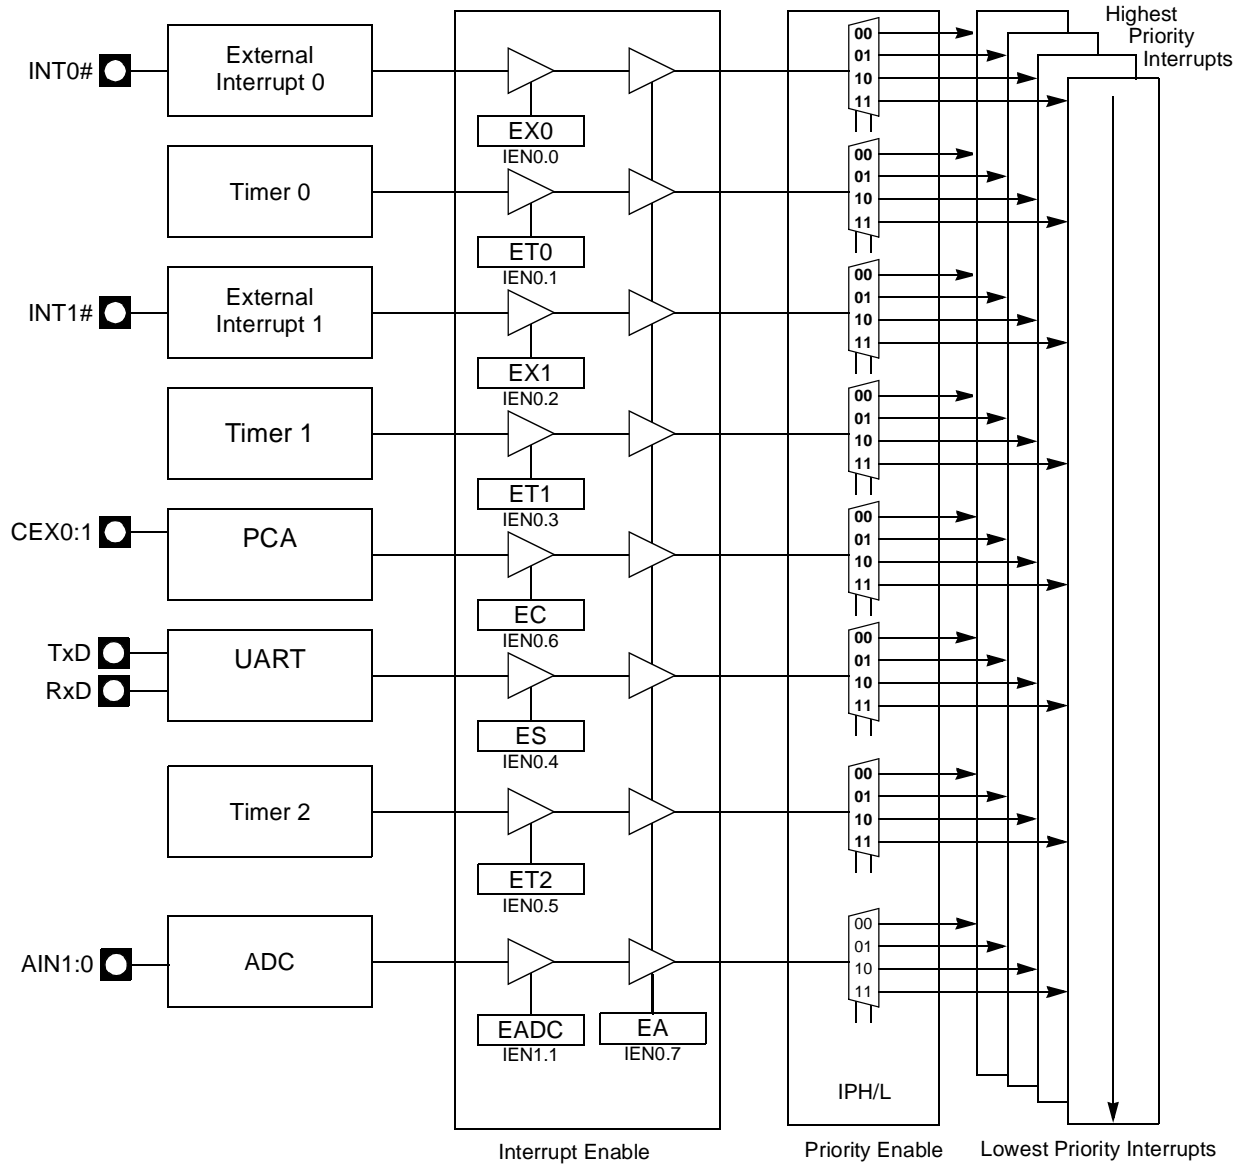 Highest
Priority
Interrupts
INT0#
External
Interrupt 0
EX0
IEN0.0
00
01
10
11
Timer 0
ET0
IEN0.1
00
01
10
11
INT1#
External
Interrupt 1
EX1
IEN0.2
00
01
10
11
Timer 1
ET1
IEN0.3
00
01
10
11
CEX0:1
PCA
EC
IEN0.6
00
01
10
11
TxD
RxD
UART
ES
IEN0.4
00
01
10
11
Timer 2
ET2
IEN0.5
00
01
10
11
AIN1:0
ADC
EADC
IEN1.1
EA
IEN0.7
00
01
10
11
IPH/L
Interrupt Enable
Priority Enable
Lowest Priority Interrupts